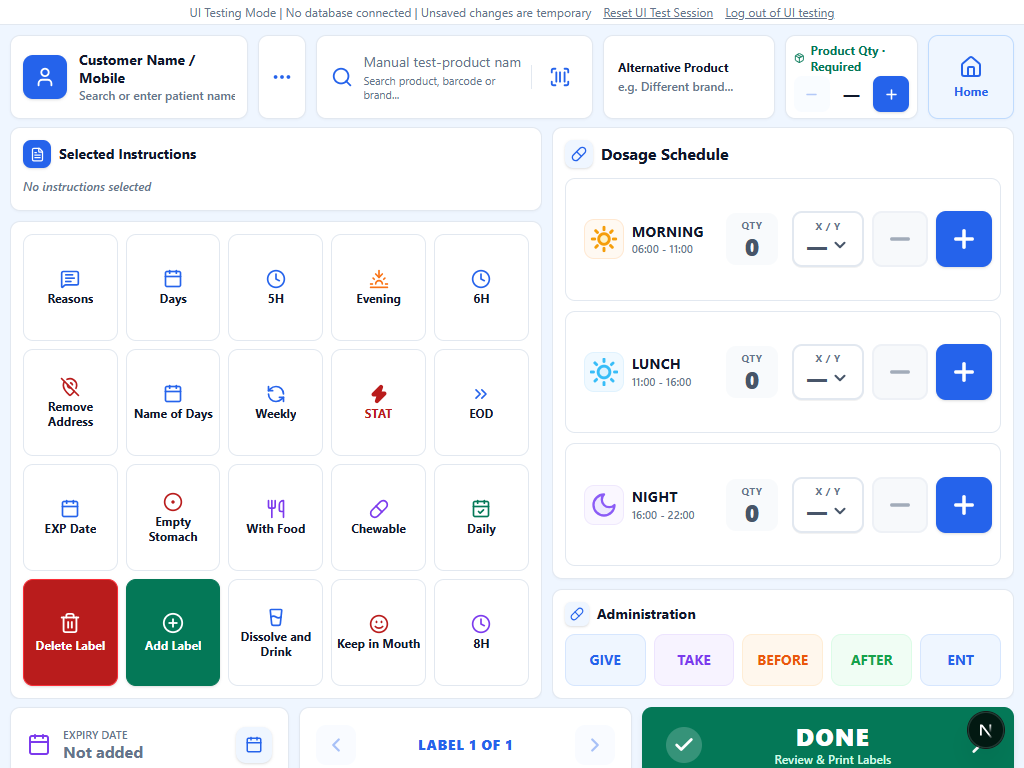 UI Testing Mode | No database connected | Unsaved changes are temporary Reset UI Test Session Log out of UI testing
Customer Name /
Mobile
Search or enter patient name
Manual test-product nam
Search product, barcode or
brand...
Alternative Product
e.g. Different brand...
Product Qty ·
Required
— — +
Home
Selected Instructions
No instructions selected
Reasons
Days
5H
Evening
6H
Remove
Address
Name of Days
Weekly
STAT
EOD
EXP Date
Empty
Stomach
With Food
Chewable
Daily
Delete Label
Add Label
Dissolve and
Drink
Keep in Mouth
8H
Dosage Schedule
MORNING
06:00 - 11:00
QTY
0
X / Y
—
LUNCH
11:00 - 16:00
QTY
0
X / Y
—
NIGHT
16:00 - 22:00
QTY
0
X / Y
—
Administration
GIVE
TAKE
BEFORE
AFTER
ENT
EXPIRY DATE
Not added
LABEL 1 OF 1
DONE
Review & Print Labels
N